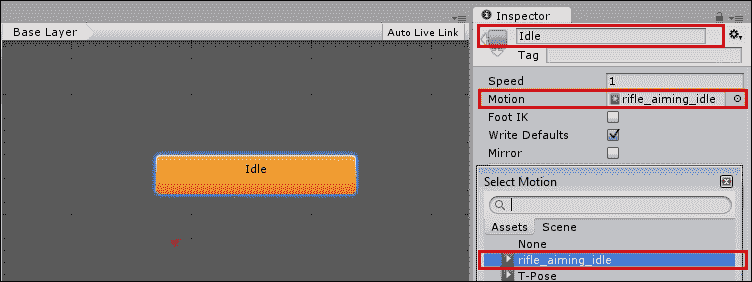 Inspector
Base Layer
Auto Live Link
Idle
Tag
Speed 1
Motion rifle_aiming_idle
Foot IK
Write Defaults
Mirror
Idle
Select Motion
Assets Scene
None
rifle_aiming_idle
T-Pose